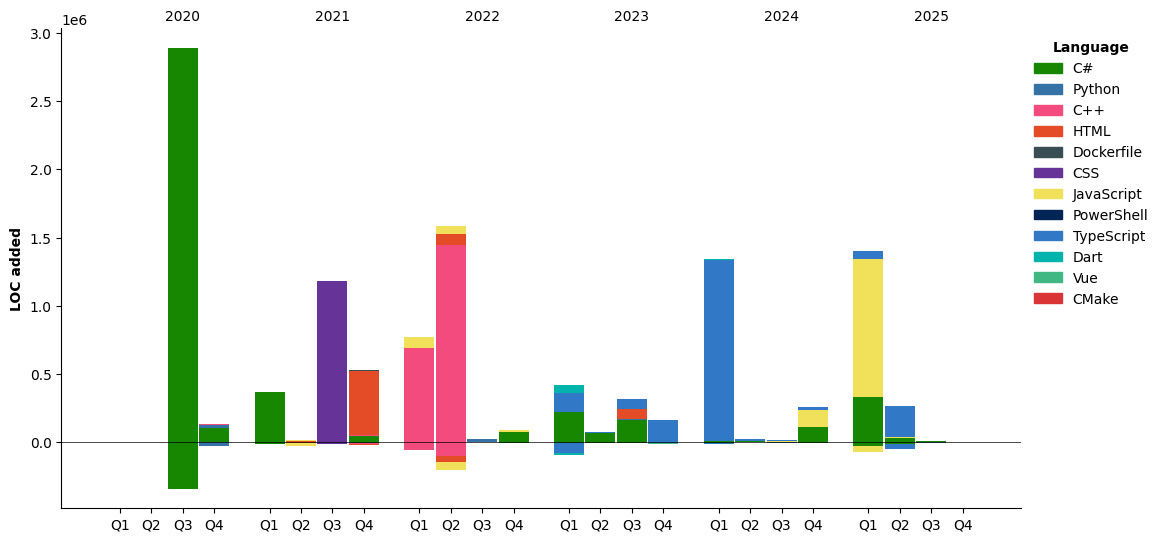 1e6
2020 2021 2022 2023 2024 2025
3.0
2.5
2.0
1.5
1.0
0.5
0.0
LOC added
Q1 Q2 Q3 Q4 Q1 Q2 Q3 Q4 Q1 Q2 Q3 Q4 Q1 Q2 Q3 Q4 Q1 Q2 Q3 Q4 Q1 Q2 Q3 Q4
Language
C#
Python
C++
HTML
Dockerfile
CSS
JavaScript
PowerShell
TypeScript
Dart
Vue
CMake